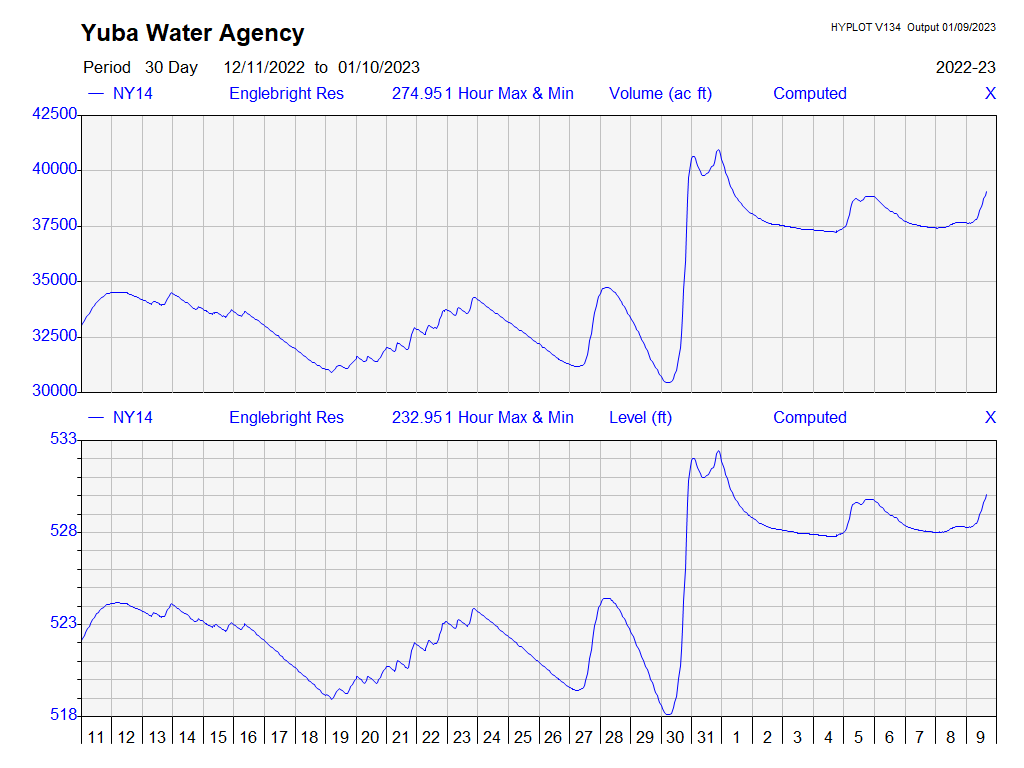 Yuba Water Agency
HYPLOT V134 Output 01/09/2023
Period 30 Day 12/11/2022 to 01/10/2023 2022-23
NY14 Englebright Res 274.951 Hour Max & Min Volume (ac ft) Computed X
42500
40000
37500
35000
32500
30000
NY14 Englebright Res 232.951 Hour Max & Min Level (ft) Computed X
533
528
523
518
11 12 13 14 15 16 17 18 19 20 21 22 23 24 25 26 27 28 29 30 31 1 2 3 4 5 6 7 8 9